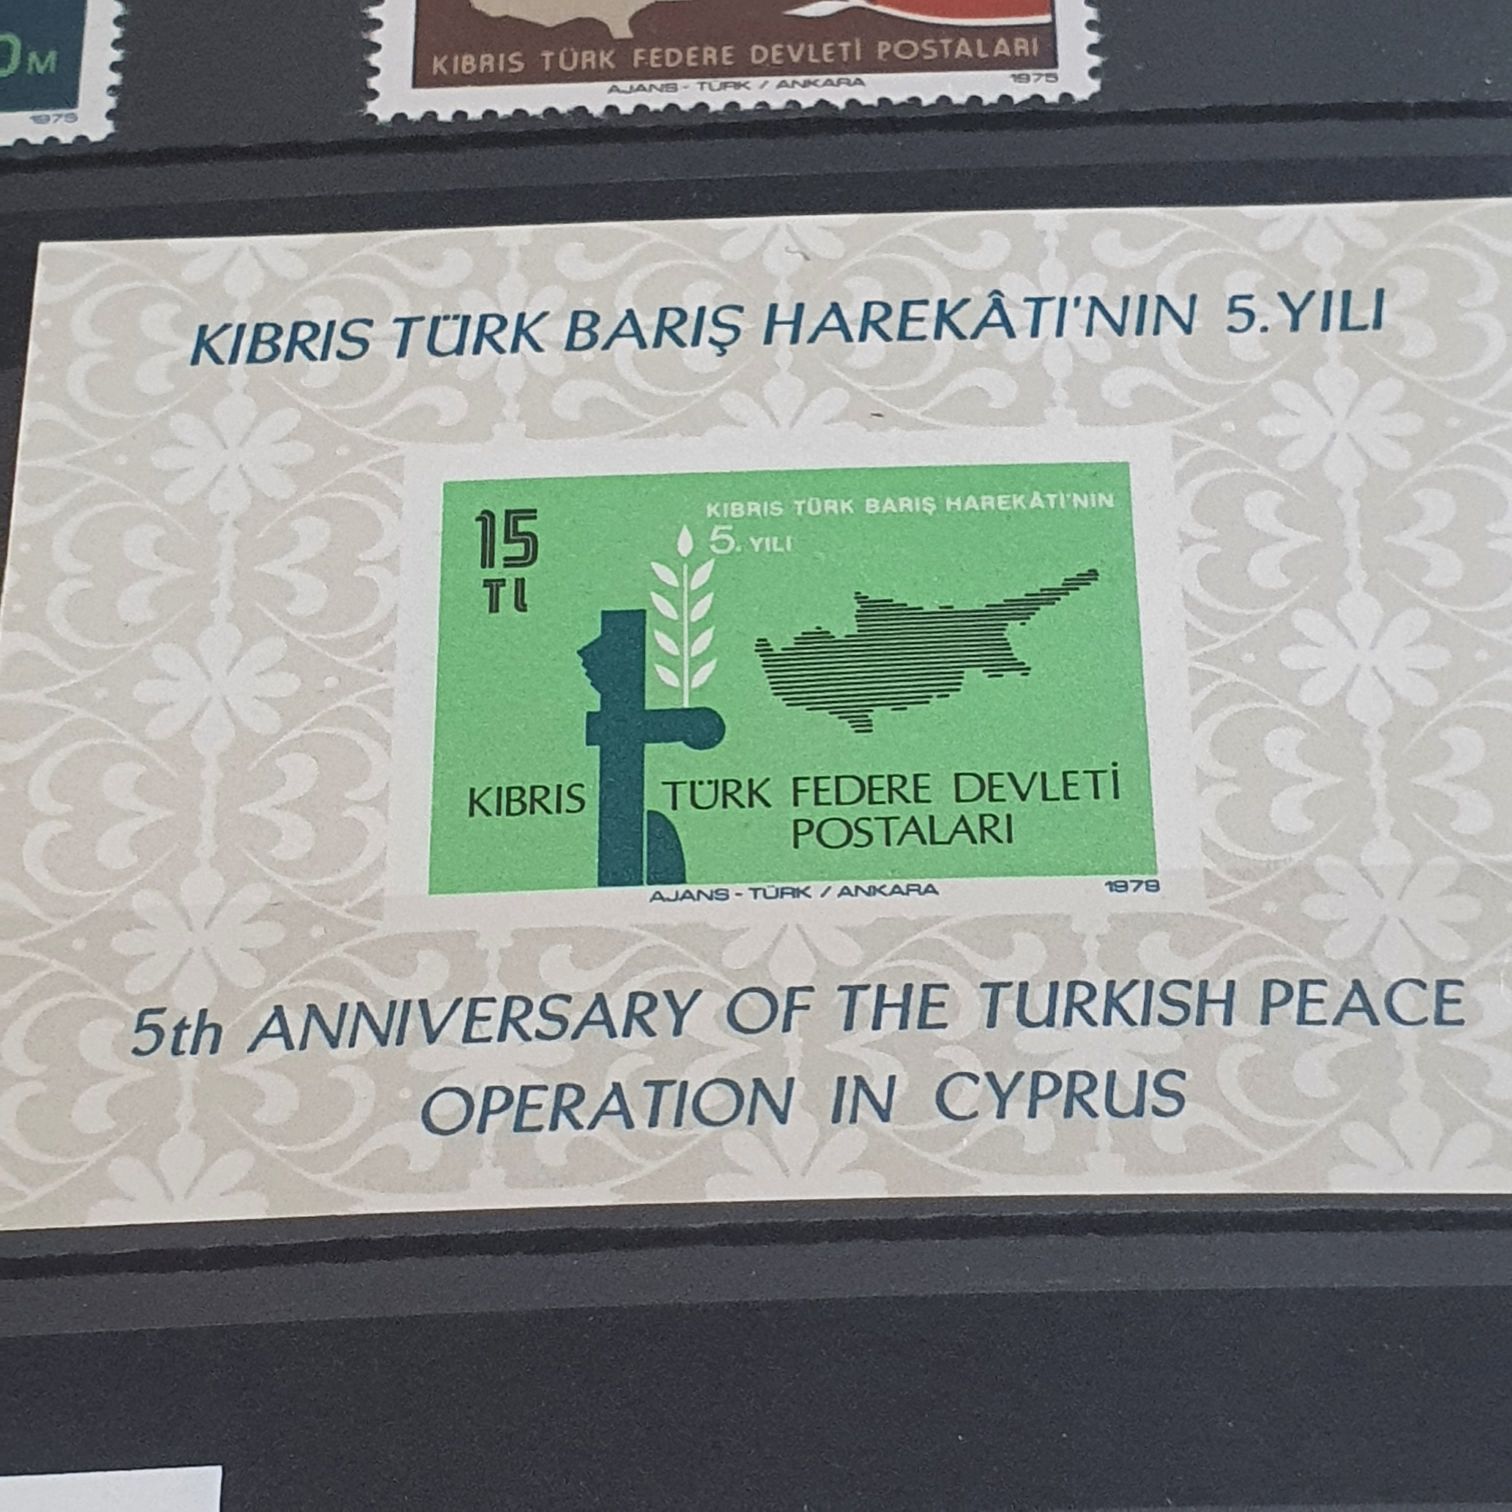 0M
1979
KIBRIS TÜRK FEDERE DEVLETİ POSTALARI
AJANS - TÜRK / ANKARA
1975
KIBRIS TÜRK BARIŞ HAREKÂTI'NIN 5. YILI
15
TL
KIBRIS TÜRK BARIŞ HAREKÂTI'NIN
5. YILI
KIBRIS TÜRK FEDERE DEVLETİ
POSTALARI
AJANS - TÜRK / ANKARA
1979
5th ANNIVERSARY OF THE TURKISH PEACE
OPERATION IN CYPRUS